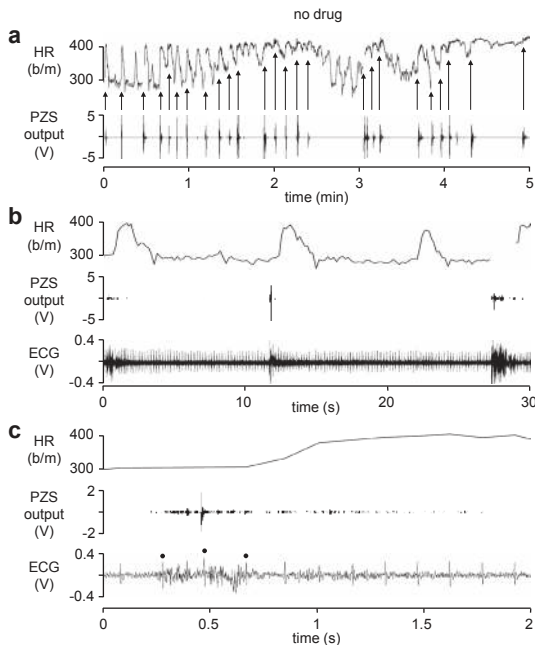 no drug
a
HR
(b/m)
400
300
PZS
output
(V)
5
-5
0
1
2
3
4
5
time (min)
b
HR
(b/m)
400
300
PZS
output
(V)
5
0
-5
ECG
(V)
0.4
-0.4
0
10
20
30
time (s)
c
HR
(b/m)
400
300
PZS
output
(V)
2
-2
ECG
(V)
0.4
-0.4
0
0.5
1
1.5
2
time (s)